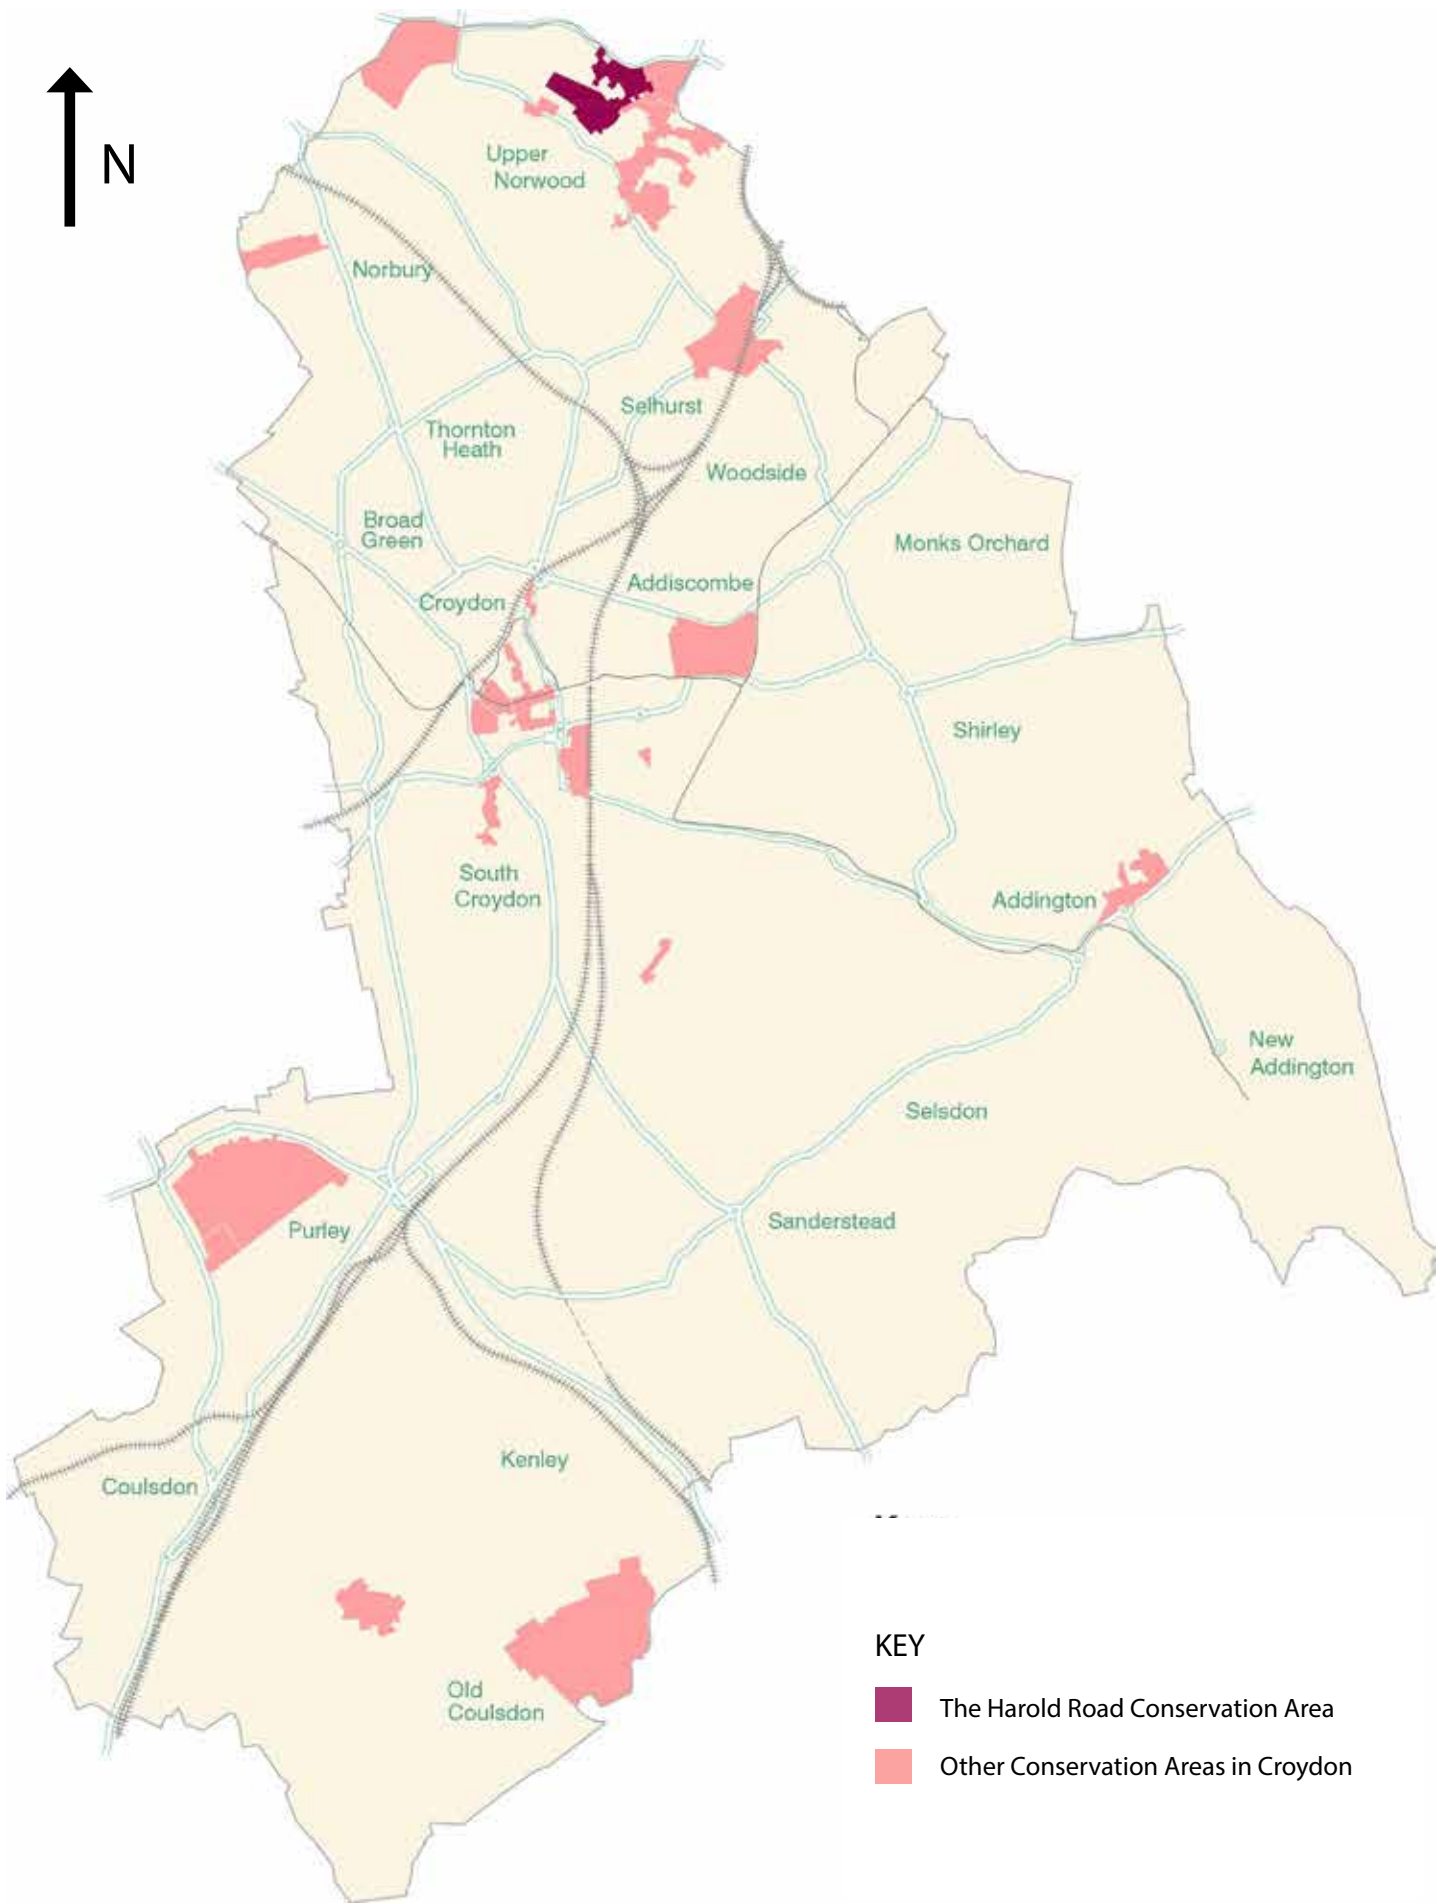 N
Upper
Norwood
Norbury
Selhurst
Thornton
Heath
Woodside
Broad
Green
Monks Orchard
Addiscombe
Croydon
Shirley
South
Croydon
Addington
New
Addington
Selsdon
Sanderstead
Purley
Kenley
Coulsdon
Old
Coulsdon
KEY
The Harold Road Conservation Area
Other Conservation Areas in Croydon